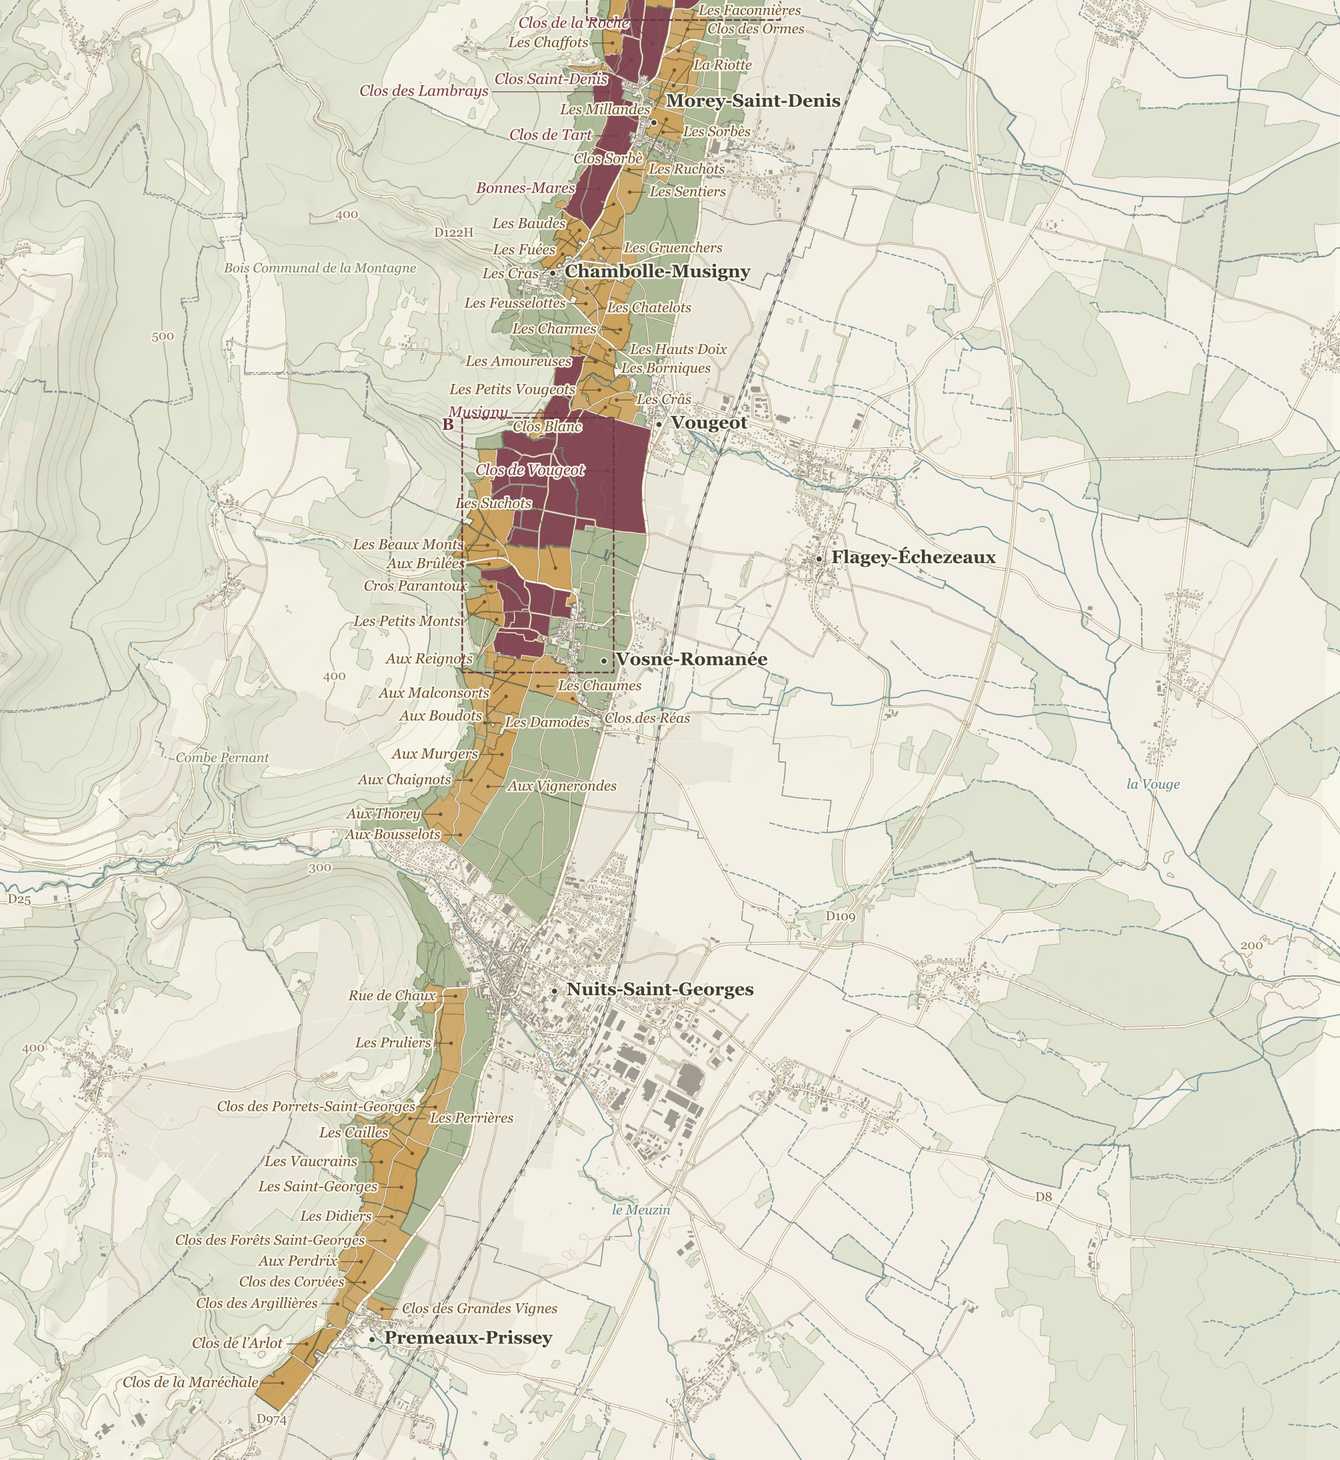 Les Faconnières
Clos de la Roche
Clos des Ormes
Les Chaffots
La Riotte
Clos Saint-Denis
Clos des Lambrays
Morey-Saint-Denis
Les Millandes
Les Sorbès
Clos de Tart
Clos Sorbè
Les Ruchots
Bonnes-Mares
Les Sentiers
400
Les Baudes
D122H
Les Gruenchers
Les Fuées
Bois Communal de la Montagne
Les Cras
Chambolle-Musigny
Les Feusselottes
Les Chatelots
Les Charmes
500
Les Hauts Doix
Les Amoureuses
Les Borniques
Les Petits Vougeots
Les Crâs
Musigny
B
Clos Blanc
Vougeot
Clos de Vougeot
Les Suchots
Les Beaux Monts
Flagey-Échezeaux
Aux Brûlées
Cros Parantoux
Les Petits Monts
Aux Reignots
Vosne-Romanée
400
Les Chaumes
Aux Malconsorts
Aux Boudots
Les Damodes
Clos des Réas
Aux Murgers
Combe Pernant
Aux Chaignots
Aux Vignerondes
la Vouge
Aux Thorey
Aux Bousselots
300
D25
D109
200
Nuits-Saint-Georges
Rue de Chaux
Les Pruliers
400
Clos des Porrets-Saint-Georges
Les Perrières
Les Cailles
Les Vaucrains
Les Saint-Georges
D8
le Meuzin
Les Didiers
Clos des Forêts Saint-Georges
Aux Perdrix
Clos des Corvées
Clos des Argillières
Clos des Grandes Vignes
Premeaux-Prissey
Clos de l'Arlot
Clos de la Maréchale
D974